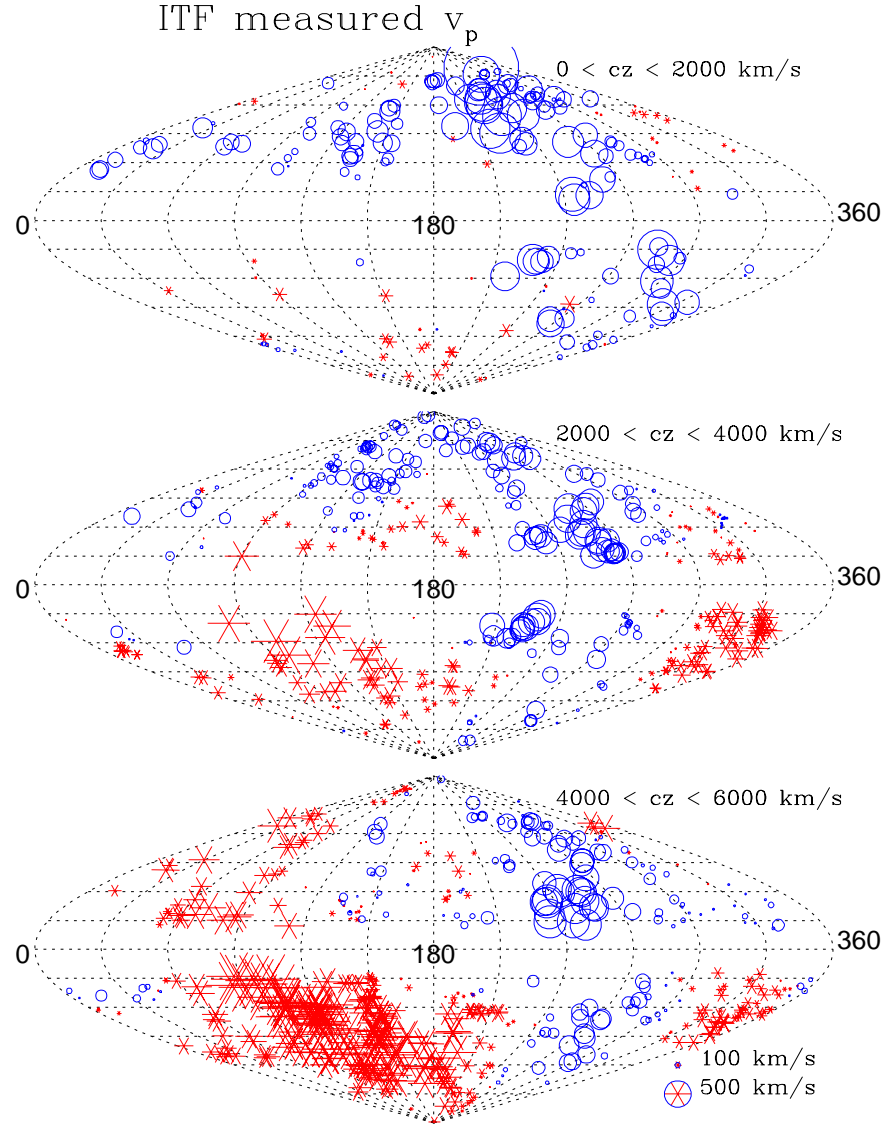 ITF measured v_p
0 < cz < 2000 km/s
0 180 360
2000 < cz < 4000 km/s
0 180 360
4000 < cz < 6000 km/s
0 180 360
100 km/s
500 km/s